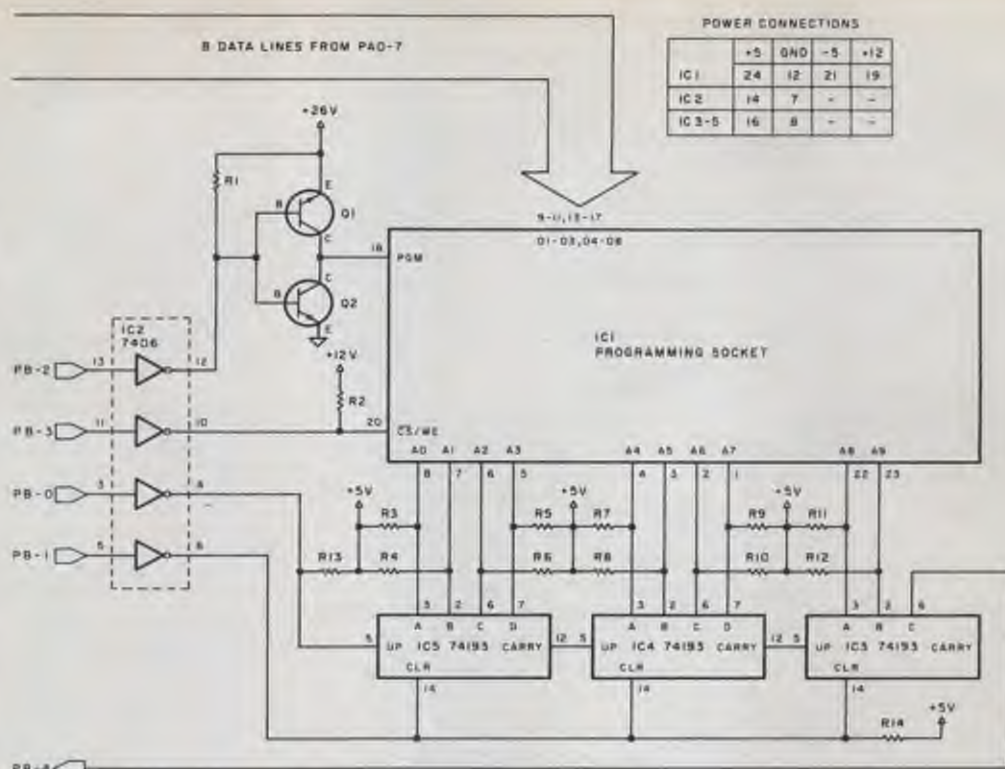 8 DATA LINES FROM PA0-7
POWER CONNECTIONS
+5 GND -5 +12
IC1 24 12 21 19
IC2 14 7 - -
IC3-5 16 8 - -
+26V
R1
E
B
Q1
C
9-11,13-17
01-03,04-08
18
PGM
C
B
Q2
E
IC1
PROGRAMMING SOCKET
IC2
7406
+12V
R2
PB-2 13 12
PB-3 11 10 20 CS/WE
A0 A1 A2 A3 A4 A5 A6 A7 A8 A9
8 7 6 5 4 3 2 1 22 23
PB-0 3
+5V R3 R5 +5V R7 R9 +5V R11
PB-1 5 6
R13 R4 R6 R8 R10 R12
3 2 6 7 3 2 6 7 3 2 6
A B C D A B C D A B C
5 UP IC5 74193 CARRY 12 5 UP IC4 74193 CARRY 12 5 UP IC3 74193 CARRY
CLR CLR CLR
14 14 14
+5V
R14